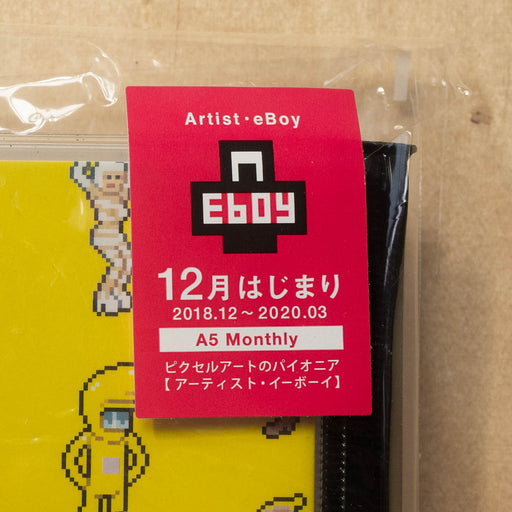 Artist・eBoy
EBOY
12月はじまり
2018.12〜2020.03
A5 Monthly
ピクセルアートのパイオニア
【アーティスト・イーボーイ】